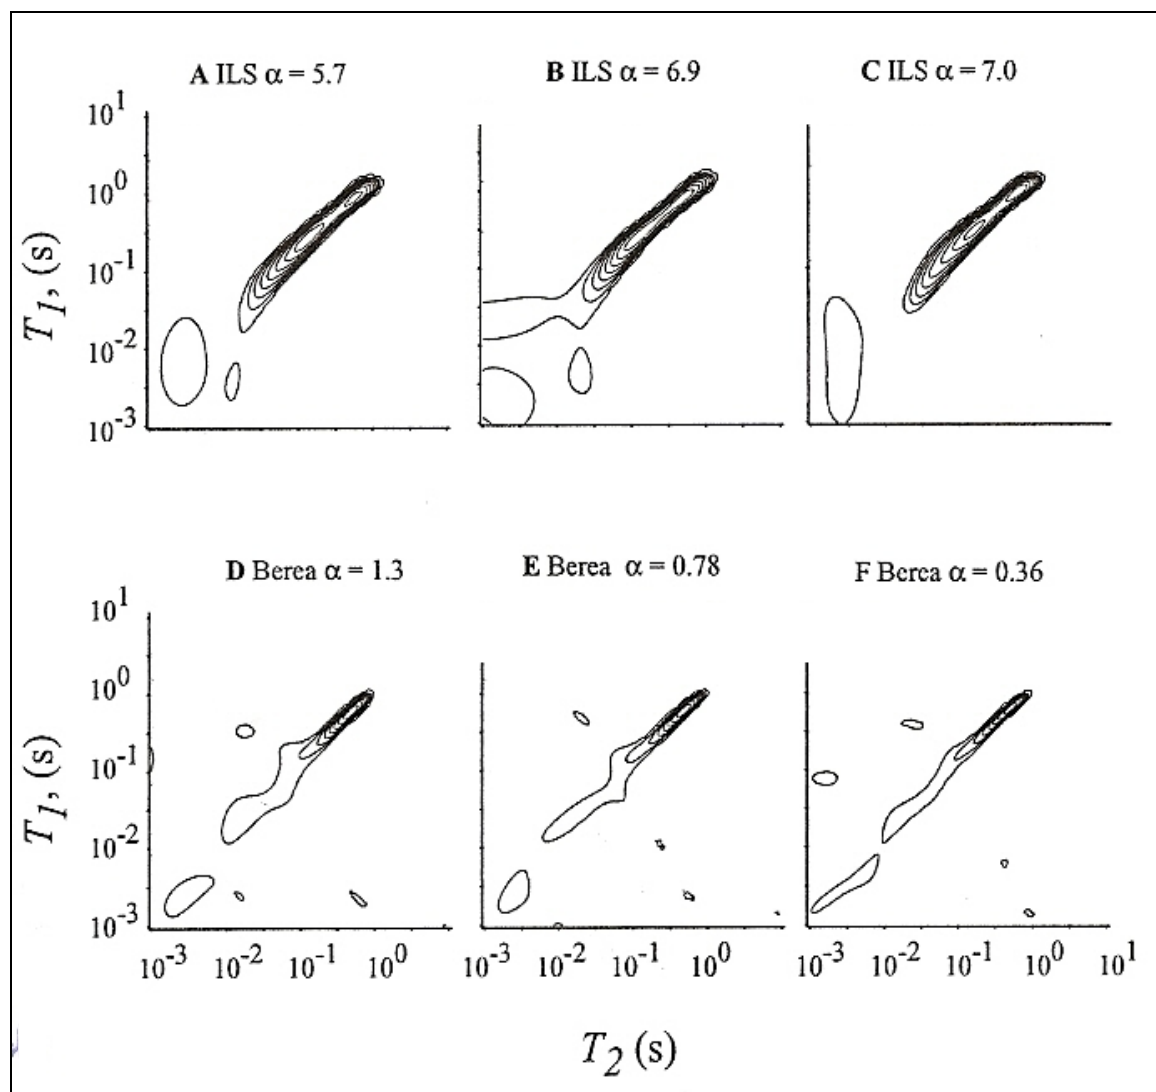 A ILS α = 5.7
B ILS α = 6.9
C ILS α = 7.0
10^1
10^0
10^-1
10^-2
10^-3
T_1, (s)
D Berea α = 1.3
E Berea α = 0.78
F Berea α = 0.36
10^1
10^0
10^-1
10^-2
10^-3
T_1, (s)
10^-3 10^-2 10^-1 10^0
10^-3 10^-2 10^-1 10^0
10^-3 10^-2 10^-1 10^0 10^1
T_2 (s)